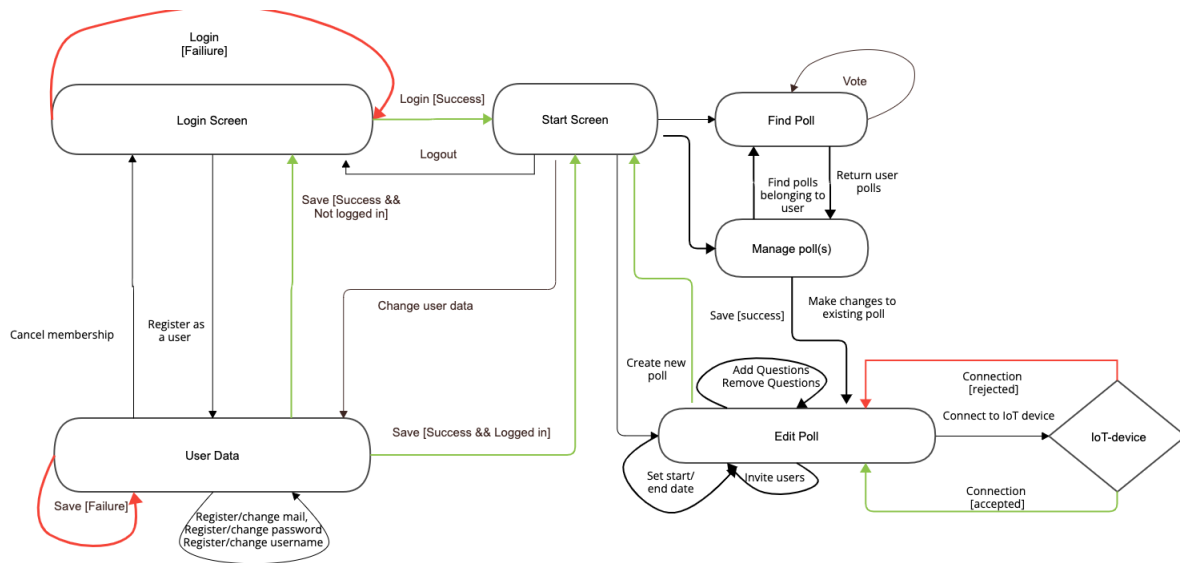 Login
[Failiure]
Login Screen
Login [Success]
Start Screen
Find Poll
Vote
Logout
Save [Success &&
Not logged in]
Find polls
belonging to
user
Return user
polls
Manage poll(s)
Change user data
Cancel membership
Register as
a user
Save [success]
Make changes to
existing poll
Create new
poll
Add Questions
Remove Questions
Connection
[rejected]
Connect to IoT device
Edit Poll
IoT-device
User Data
Save [Success && Logged in]
Set start/
end date
Invite users
Connection
[accepted]
Save [Failure]
Register/change mail,
Register/change password
Register/change username